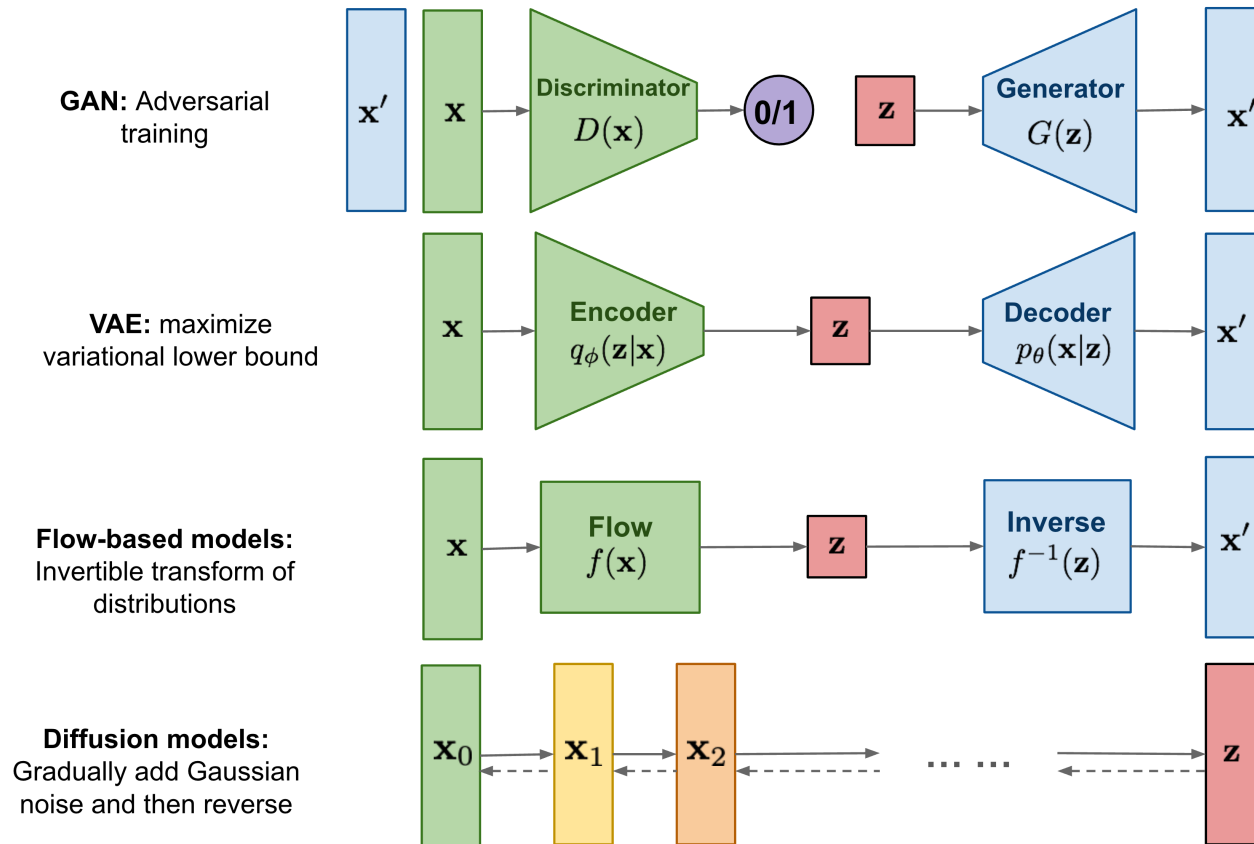 GAN: Adversarial
training
x′
x
Discriminator
D(x)
0/1
z
Generator
G(z)
x′
VAE: maximize
variational lower bound
x
Encoder
qϕ(z|x)
z
Decoder
pθ(x|z)
x′
Flow-based models:
Invertible transform of
distributions
x
Flow
f(x)
z
Inverse
f⁻¹(z)
x′
Diffusion models:
Gradually add Gaussian
noise and then reverse
x₀
x₁
x₂
... ...
z